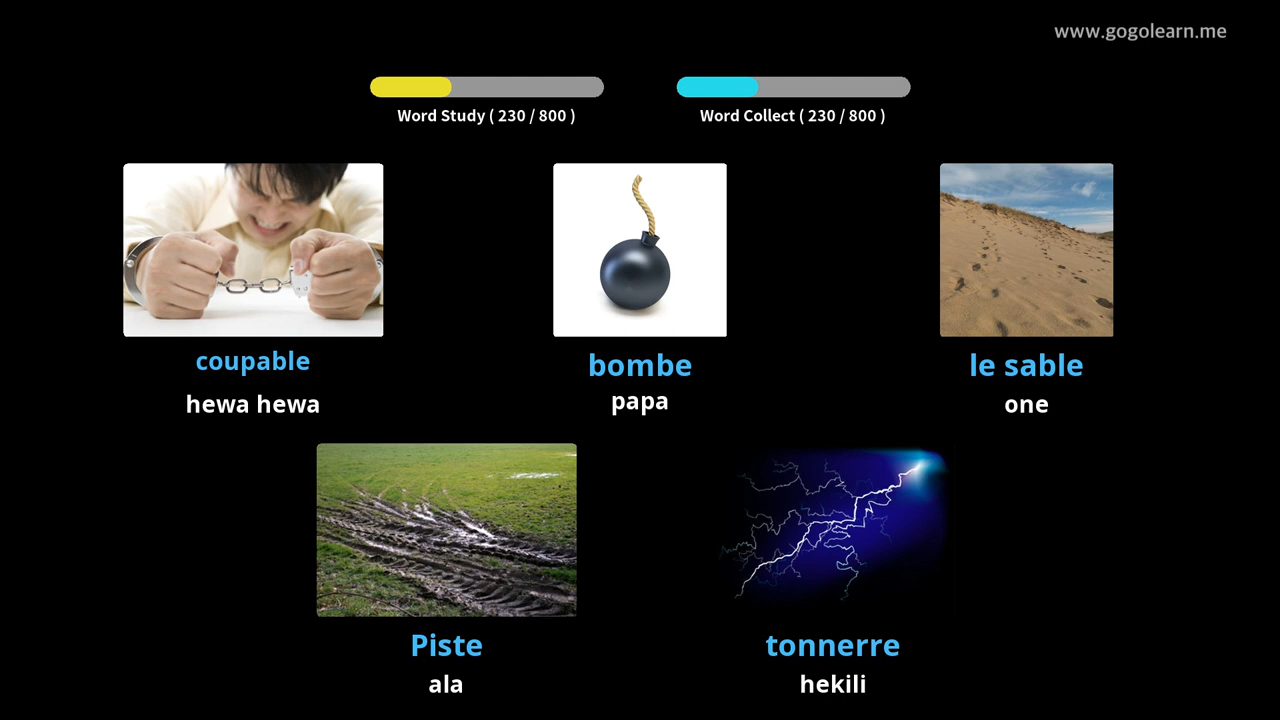 www.gogolearn.me
Word Study ( 230 / 800 )
Word Collect ( 230 / 800 )
coupable
hewa hewa
bombe
papa
le sable
one
Piste
ala
tonnerre
hekili